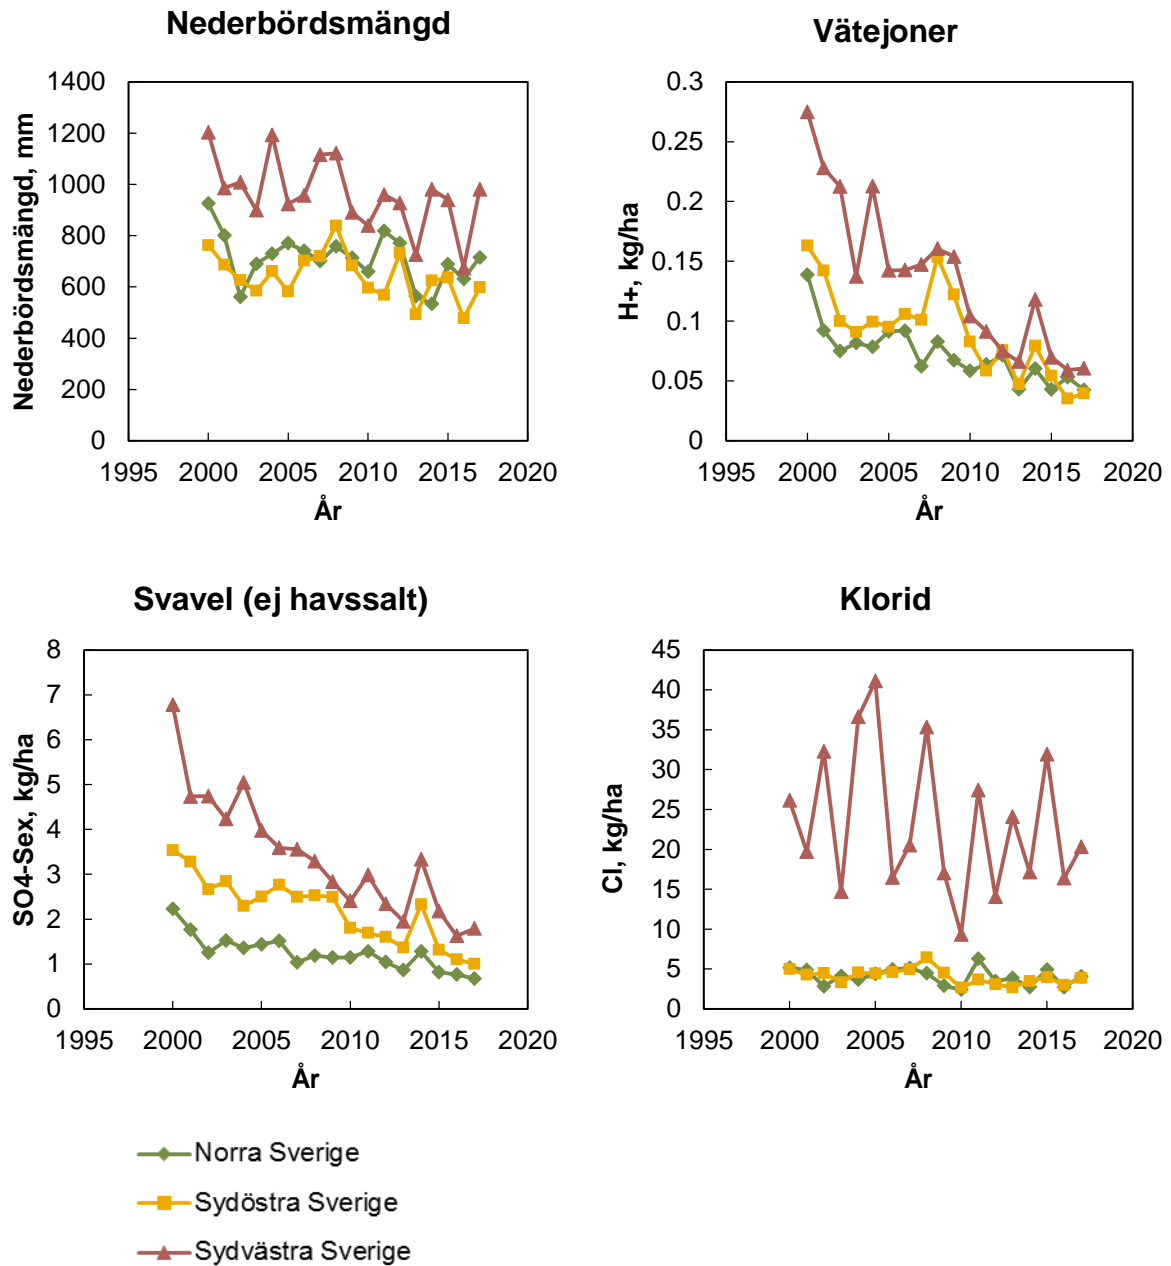 Nederbördsmängd
Nederbördsmängd, mm
1400
1200
1000
800
600
400
200
0
1995 2000 2005 2010 2015 2020
År
Vätejoner
H+, kg/ha
0.3
0.25
0.2
0.15
0.1
0.05
0
1995 2000 2005 2010 2015 2020
År
Svavel (ej havssalt)
SO4-Sex, kg/ha
8
7
6
5
4
3
2
1
0
1995 2000 2005 2010 2015 2020
År
Klorid
Cl, kg/ha
45
40
35
30
25
20
15
10
5
0
1995 2000 2005 2010 2015 2020
År
Norra Sverige
Sydöstra Sverige
Sydvästra Sverige